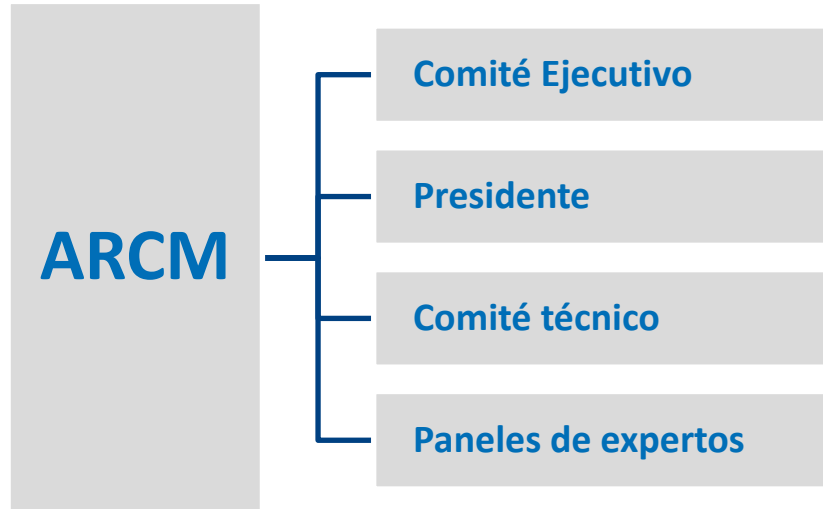 ARCM
Comité Ejecutivo
Presidente
Comité técnico
Paneles de expertos